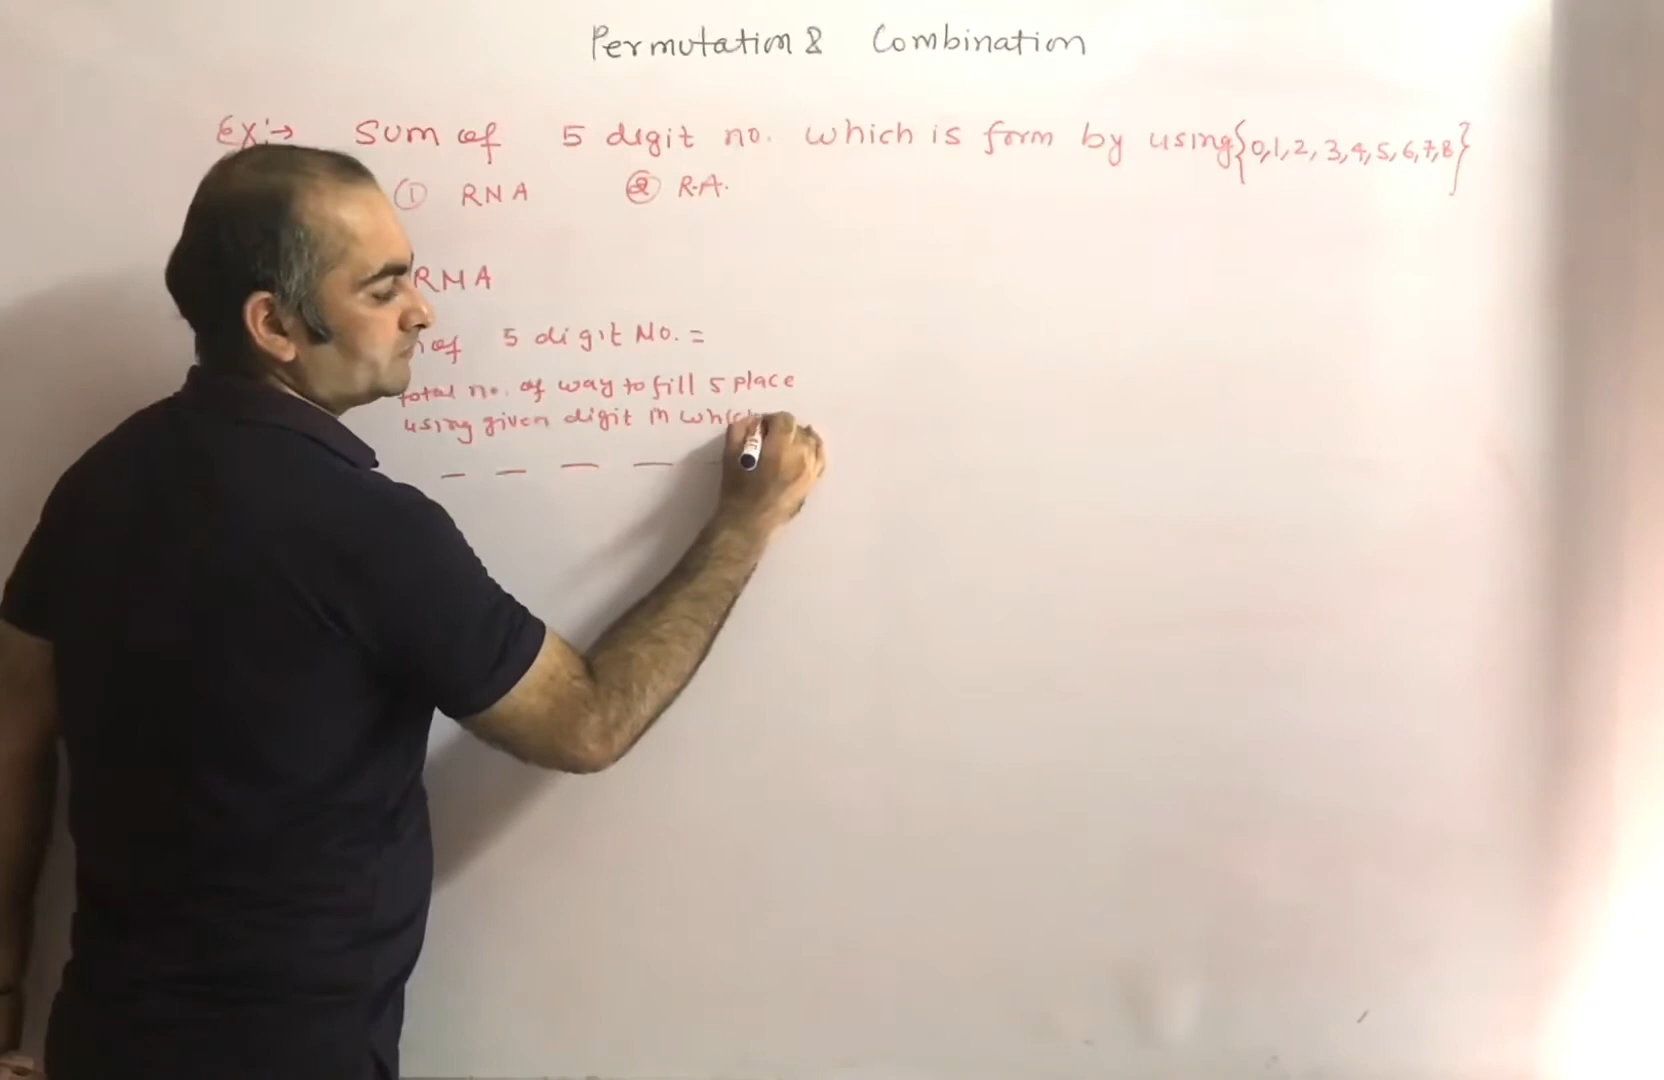 Permutation & Combination
Ex:→ Sum of 5 digit no. which is form by using{0,1,2,3,4,5,6,7,8}
① RNA ② R.A.
RNA
of 5 digit No. =
total no. of way to fill 5 place
using given digit in which